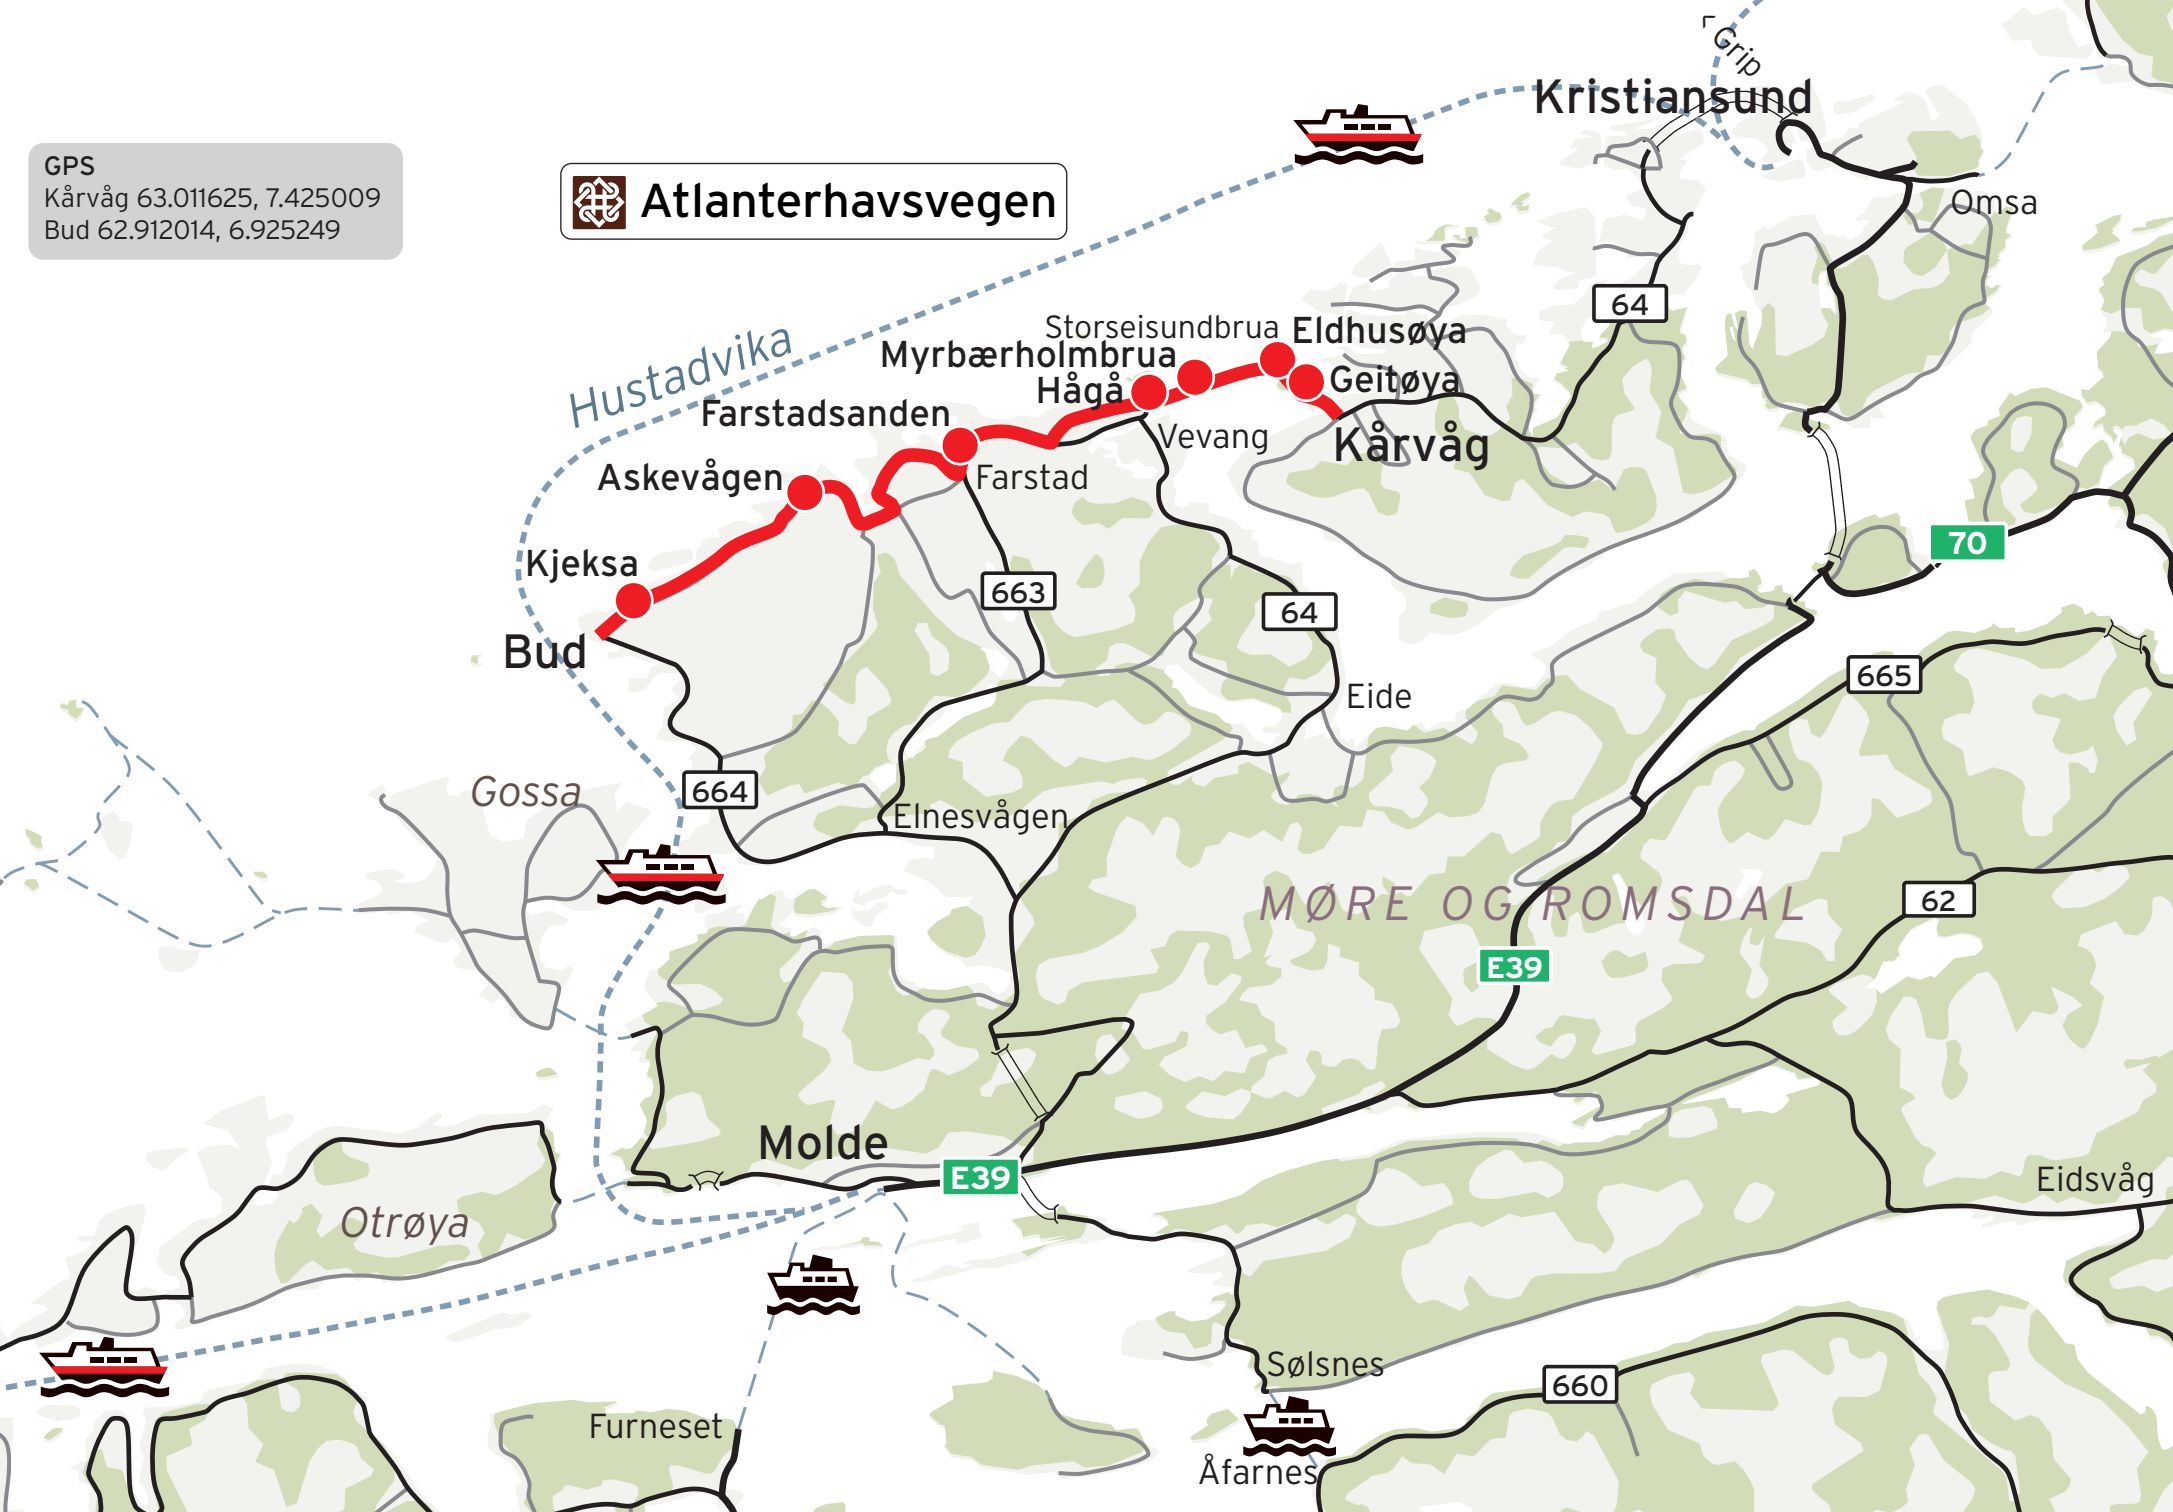 ‹ Grip
Kristiansund
GPS
Kårvåg 63.011625, 7.425009
Bud 62.912014, 6.925249
Atlanterhavsvegen
Omsa
64
Storseisundbrua
Eldhusøya
Hustadvika
Myrbærholmbrua
Geitøya
Hågå
Farstadsanden
Vevang
Kårvåg
Askevågen
Farstad
70
Kjeksa
663
64
Bud
665
Eide
Gossa
664
Elnesvågen
MØRE OG ROMSDAL
62
E39
Molde
E39
Eidsvåg
Otrøya
Sølsnes
660
Furneset
Åfarnes